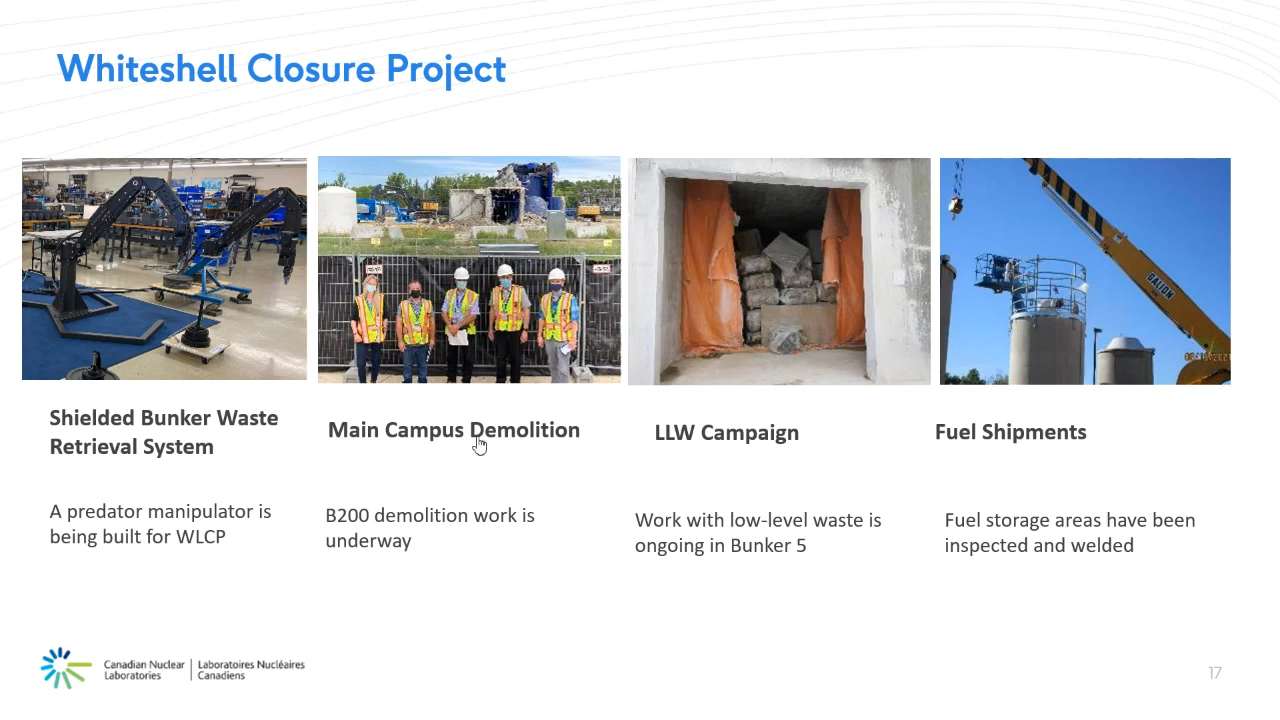 Whiteshell Closure Project
GALION
Shielded Bunker Waste
Retrieval System
Main Campus Demolition
LLW Campaign
Fuel Shipments
A predator manipulator is
being built for WLCP
B200 demolition work is
underway
Work with low-level waste is
ongoing in Bunker 5
Fuel storage areas have been
inspected and welded
Canadian Nuclear
Laboratories
Laboratoires Nucléaires
Canadiens
17